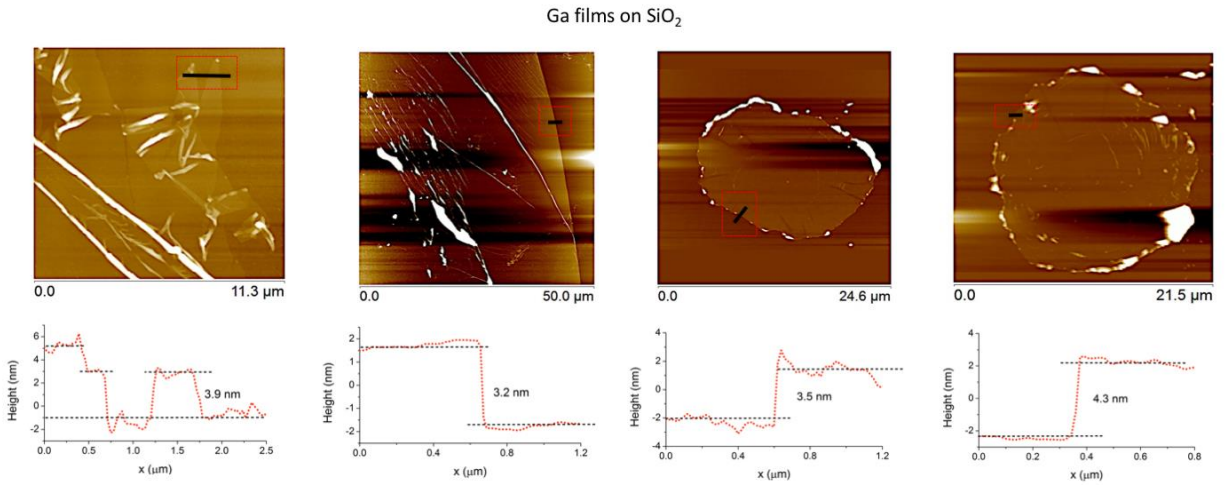 Ga films on SiO₂
0.0 11.3 µm
0.0 50.0 µm
0.0 24.6 µm
0.0 21.5 µm
Height (nm)
6
4
2
0
-2
3.9 nm
0.0 0.5 1.0 1.5 2.0 2.5
x (µm)
Height (nm)
2
1
0
-1
-2
3.2 nm
0.0 0.4 0.8 1.2
x (µm)
Height (nm)
4
2
0
-2
-4
3.5 nm
0.0 0.4 0.8 1.2
x (µm)
Height (nm)
4
2
0
-2
4.3 nm
0.0 0.2 0.4 0.6 0.8
x (µm)